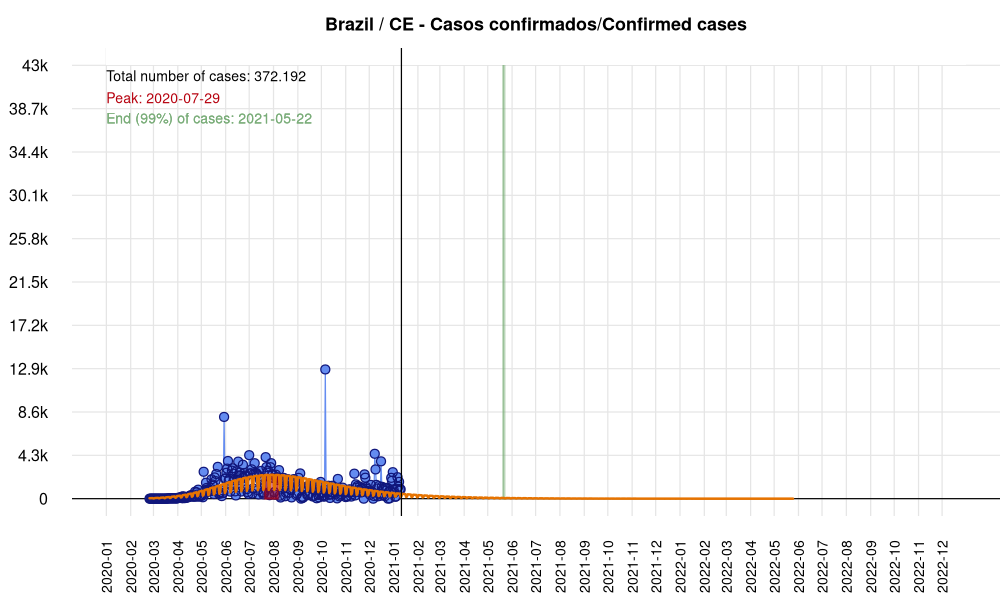 Brazil / CE - Casos confirmados/Confirmed cases
43k
38.7k
34.4k
30.1k
25.8k
21.5k
17.2k
12.9k
8.6k
4.3k
0
Total number of cases: 372.192
Peak: 2020-07-29
End (99%) of cases: 2021-05-22
2020-01
2020-02
2020-03
2020-04
2020-05
2020-06
2020-07
2020-08
2020-09
2020-10
2020-11
2020-12
2021-01
2021-02
2021-03
2021-04
2021-05
2021-06
2021-07
2021-08
2021-09
2021-10
2021-11
2021-12
2022-01
2022-02
2022-03
2022-04
2022-05
2022-06
2022-07
2022-08
2022-09
2022-10
2022-11
2022-12